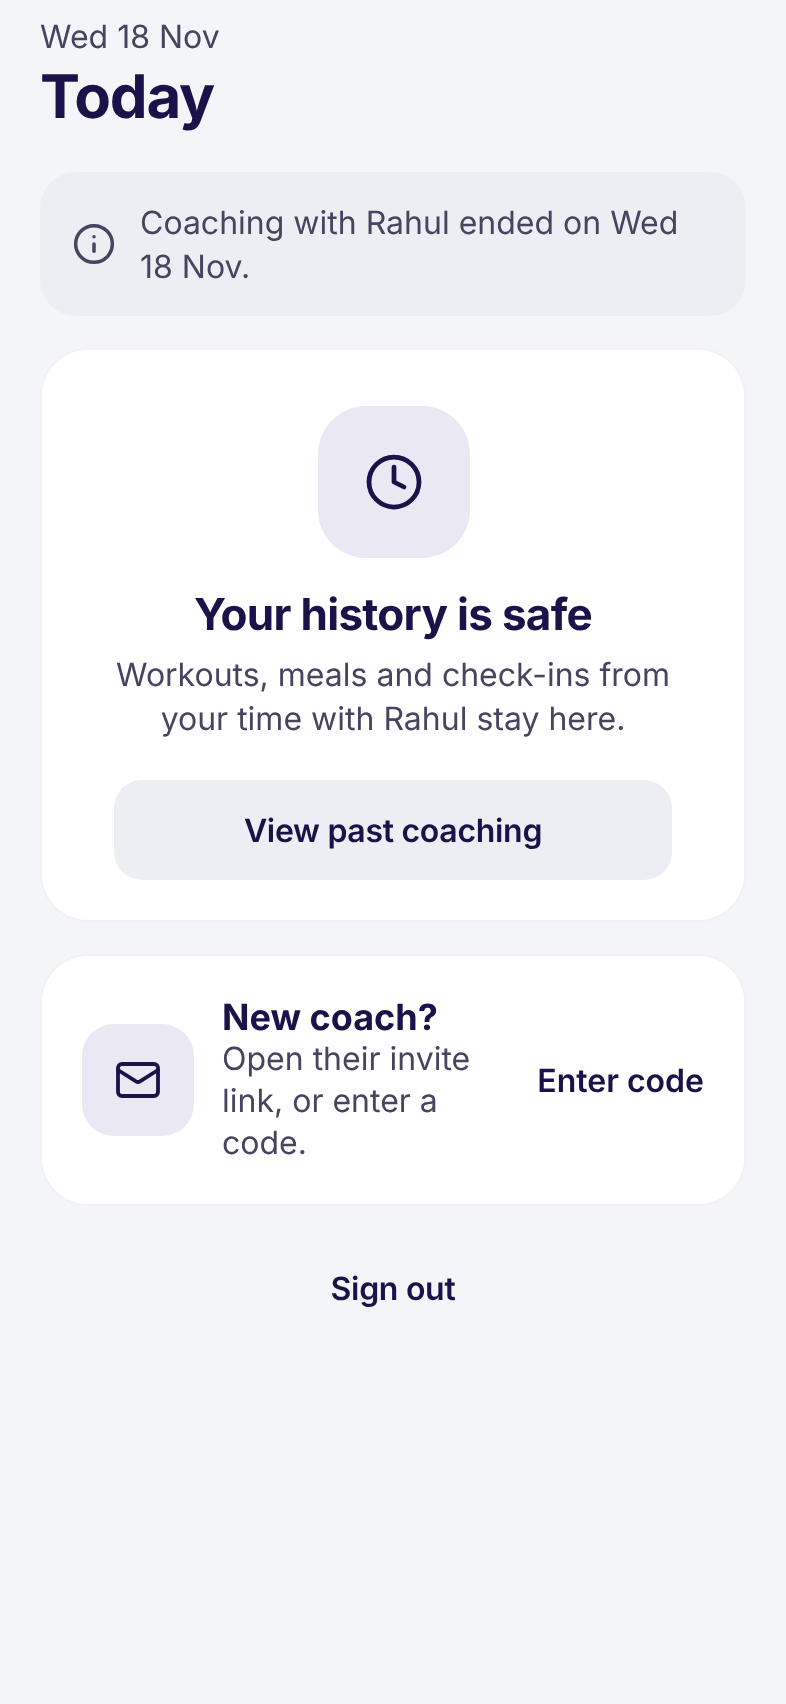 Wed 18 Nov
Today
Coaching with Rahul ended on Wed
18 Nov.
Your history is safe
Workouts, meals and check-ins from
your time with Rahul stay here.
View past coaching
New coach?
Open their invite
link, or enter a
code.
Enter code
Sign out